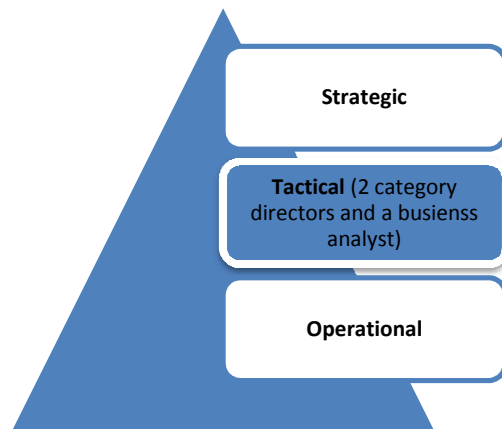 Strategic
Tactical (2 category
directors and a busienss
analyst)
Operational